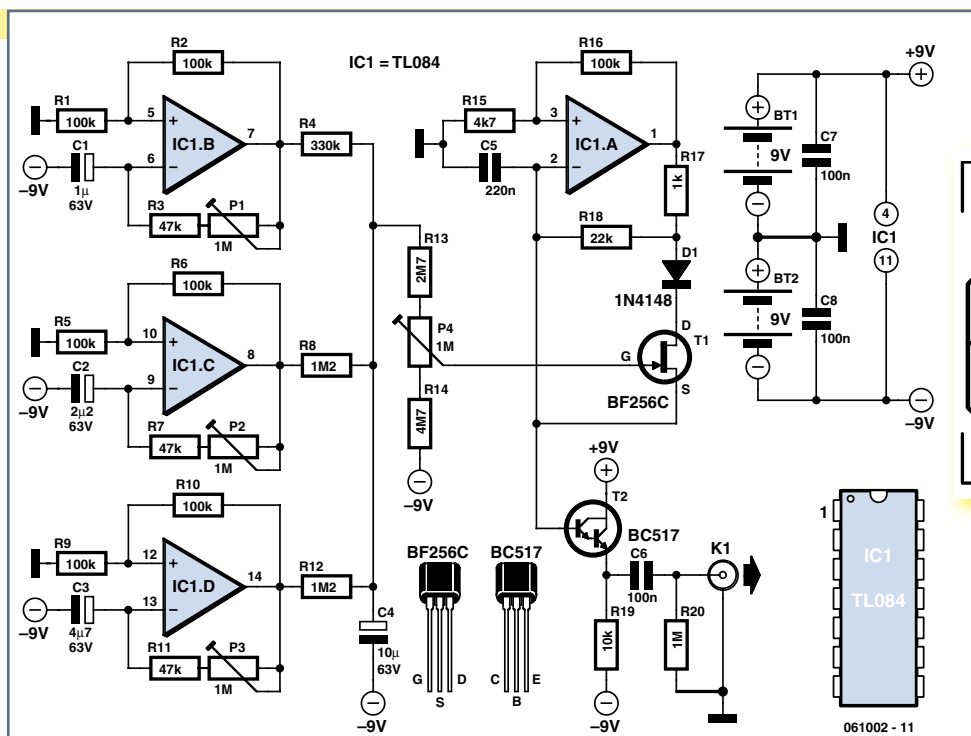 R2
100k
IC1 = TL084
R1
100k
5
+
IC1.B
7
6
–
C1
1µ
63V
–9V
R3
47k
P1
1M
R4
330k
R6
100k
R5
100k
10
+
IC1.C
8
9
–
C2
2µ2
63V
–9V
R7
47k
P2
1M
R8
1M2
R10
100k
R9
100k
12
+
IC1.D
14
13
–
C3
4µ7
63V
–9V
R11
47k
P3
1M
R12
1M2
R13
2M7
P4
1M
R14
4M7
–9V
C4
10µ
63V
–9V
R16
100k
R15
4k7
3
+
IC1.A
1
2
–
C5
220n
R17
1k
R18
22k
D1
1N4148
D
T1
G
S
BF256C
+9V
T2
BC517
C6
100n
K1
R19
10k
R20
1M
–9V
BF256C
G
S
D
BC517
C
B
E
+9V
+
+
BT1
9V
–
C7
100n
4
IC1
11
+
BT2
9V
–
C8
100n
–
–9V
1
IC1
TL084
061002 - 11